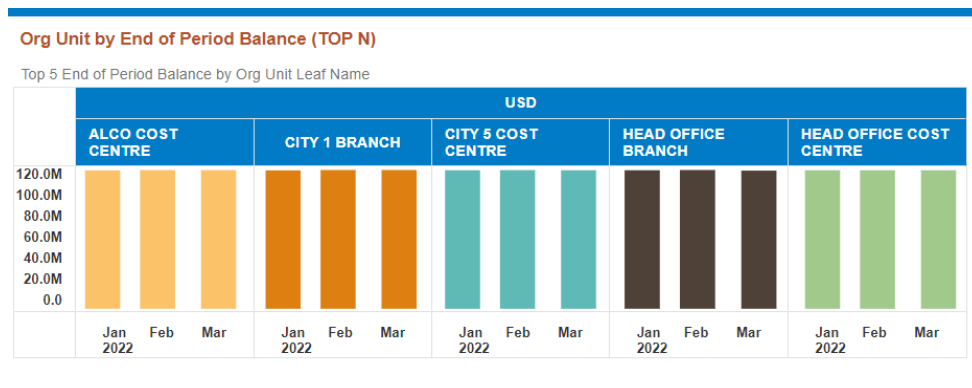 Org Unit by End of Period Balance (TOP N)
Top 5 End of Period Balance by Org Unit Leaf Name
USD
ALCO COST
CENTRE
CITY 1 BRANCH
CITY 5 COST
CENTRE
HEAD OFFICE
BRANCH
HEAD OFFICE COST
CENTRE
120.0M
100.0M
80.0M
60.0M
40.0M
20.0M
0.0
Jan Feb Mar
2022
Jan Feb Mar
2022
Jan Feb Mar
2022
Jan Feb Mar
2022
Jan Feb Mar
2022